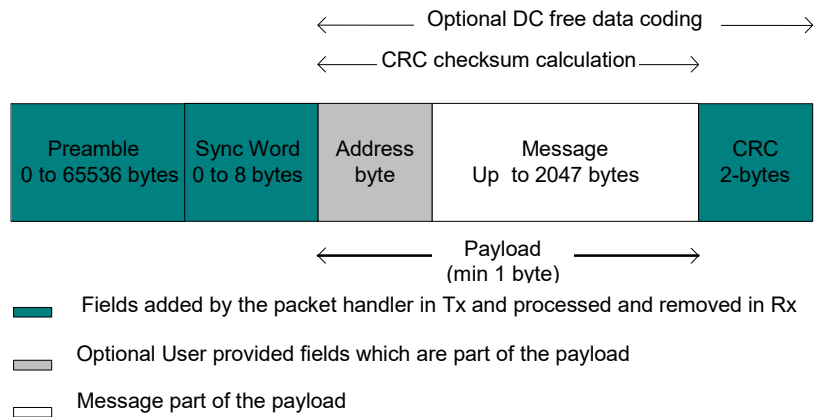 Optional DC free data coding
CRC checksum calculation
Preamble
0 to 65536 bytes
Sync Word
0 to 8 bytes
Address
byte
Message
Up to 2047 bytes
CRC
2-bytes
Payload
(min 1 byte)
Fields added by the packet handler in Tx and processed and removed in Rx
Optional User provided fields which are part of the payload
Message part of the payload